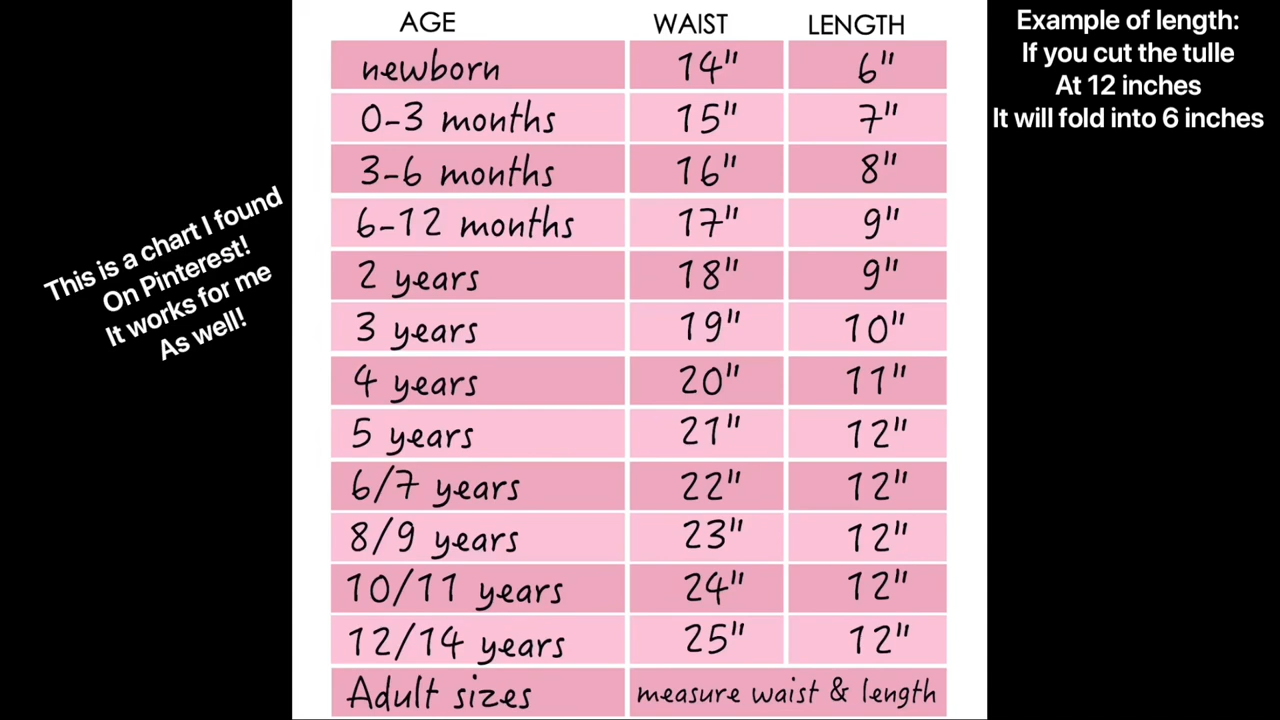 AGE WAIST LENGTH
newborn 14" 6"
0-3 months 15" 7"
3-6 months 16" 8"
6-12 months 17" 9"
2 years 18" 9"
3 years 19" 10"
4 years 20" 11"
5 years 21" 12"
6/7 years 22" 12"
8/9 years 23" 12"
10/11 years 24" 12"
12/14 years 25" 12"
Adult sizes measure waist & length
This is a chart I found
On Pinterest!
It works for me
As well!
Example of length:
If you cut the tulle
At 12 inches
It will fold into 6 inches